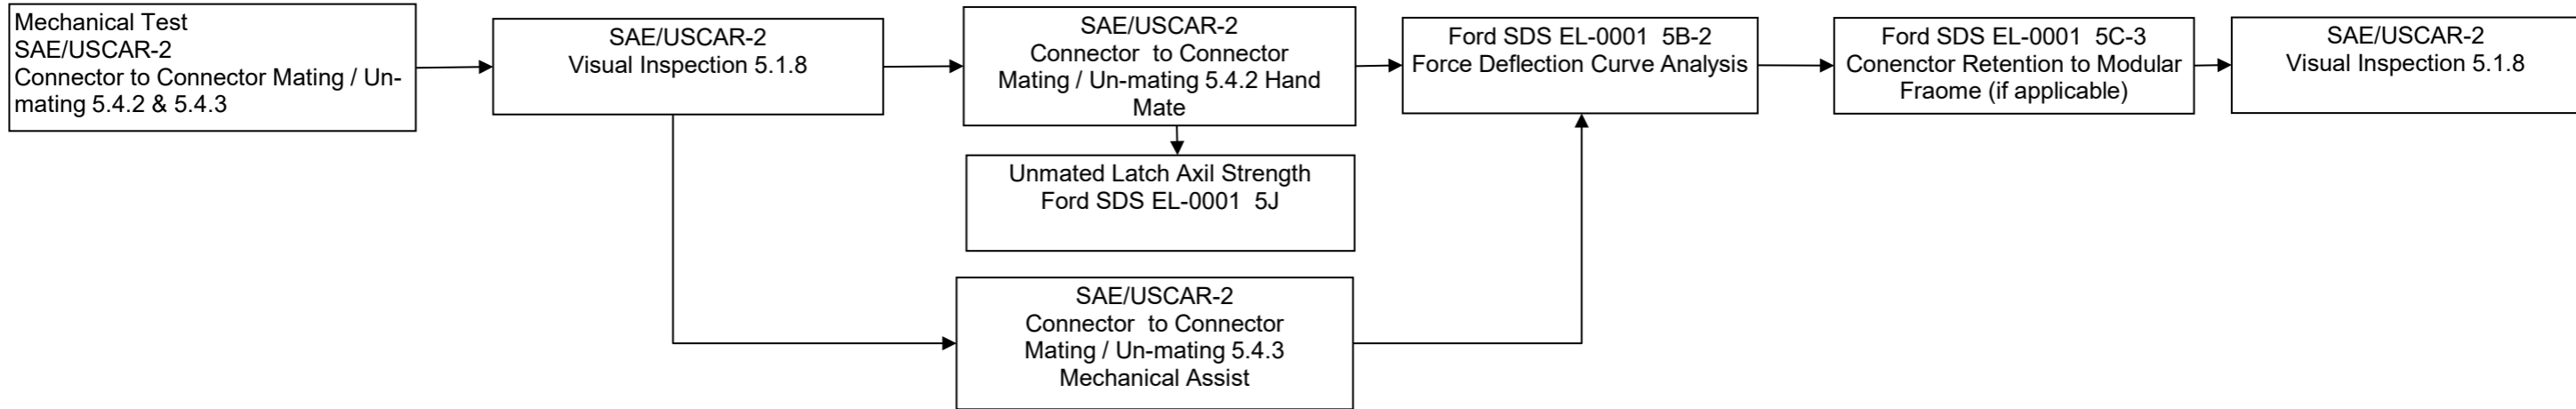 Mechanical Test
SAE/USCAR-2
Connector to Connector Mating / Un-
mating 5.4.2 & 5.4.3
SAE/USCAR-2
Visual Inspection 5.1.8
SAE/USCAR-2
Connector  to Connector
Mating / Un-mating 5.4.2 Hand
Mate
Unmated Latch Axil Strength
Ford SDS EL-0001  5J
SAE/USCAR-2
Connector  to Connector
Mating / Un-mating 5.4.3
Mechanical Assist
Ford SDS EL-0001  5B-2
Force Deflection Curve Analysis
Ford SDS EL-0001  5C-3
Conenctor Retention to Modular
Fraome (if applicable)
SAE/USCAR-2
Visual Inspection 5.1.8